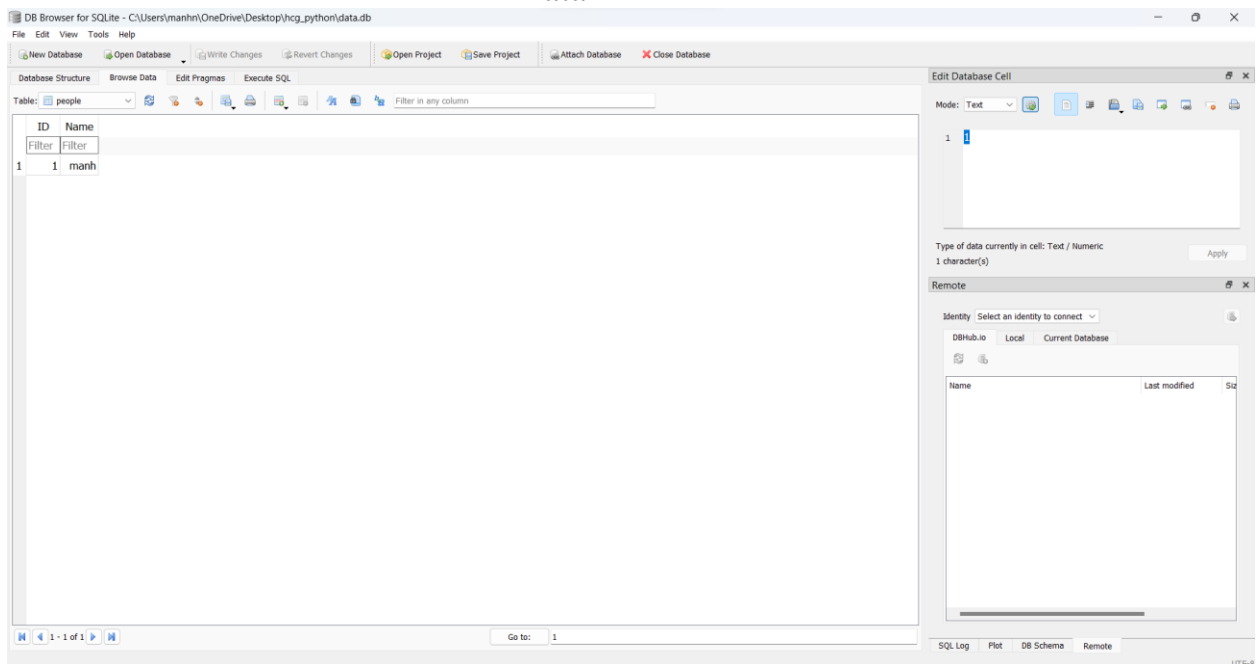 DB Browser for SQLite - C:\Users\manhn\OneDrive\Desktop\hcg_python\data.db
File Edit View Tools Help
New Database Open Database Write Changes Revert Changes Open Project Save Project Attach Database Close Database
Database Structure Browse Data Edit Pragmas Execute SQL
Table: people Filter in any column
ID Name
Filter Filter
1 1 manh
1 - 1 of 1 Go to: 1
Edit Database Cell
Mode: Text
1 1
Type of data currently in cell: Text / Numeric
1 character(s)
Apply
Remote
Identity Select an identity to connect
DBHub.io Local Current Database
Name Last modified Siz
SQL Log Plot DB Schema Remote